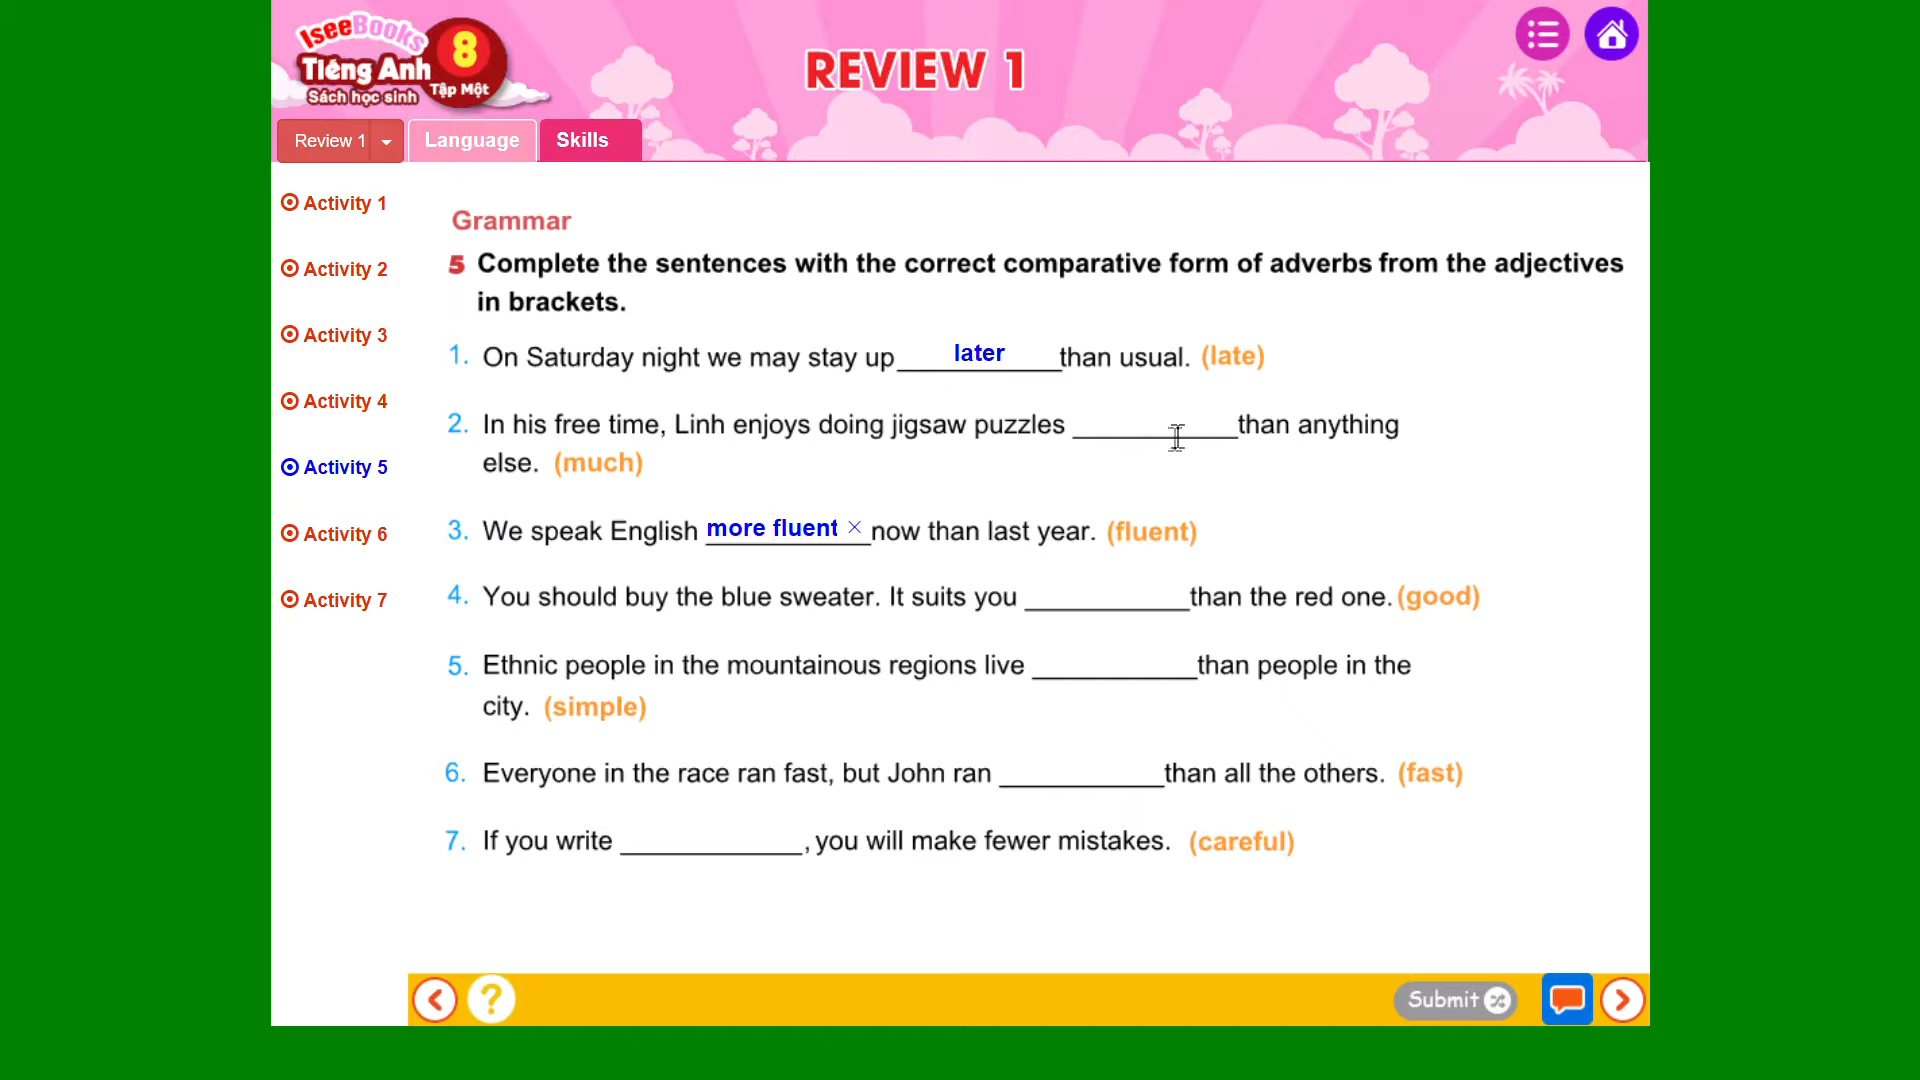 IseeBooks
Tiếng Anh 8
Sách học sinh Tập Một
REVIEW 1
Review 1
Language
Skills
Activity 1
Activity 2
Activity 3
Activity 4
Activity 5
Activity 6
Activity 7
Grammar
5 Complete the sentences with the correct comparative form of adverbs from the adjectives
in brackets.
1. On Saturday night we may stay up ____________ later than usual. (late)
2. In his free time, Linh enjoys doing jigsaw puzzles ____________ than anything
else. (much)
3. We speak English more fluent × now than last year. (fluent)
4. You should buy the blue sweater. It suits you ____________ than the red one. (good)
5. Ethnic people in the mountainous regions live ____________ than people in the
city. (simple)
6. Everyone in the race ran fast, but John ran ____________ than all the others. (fast)
7. If you write ____________, you will make fewer mistakes. (careful)
?
Submit